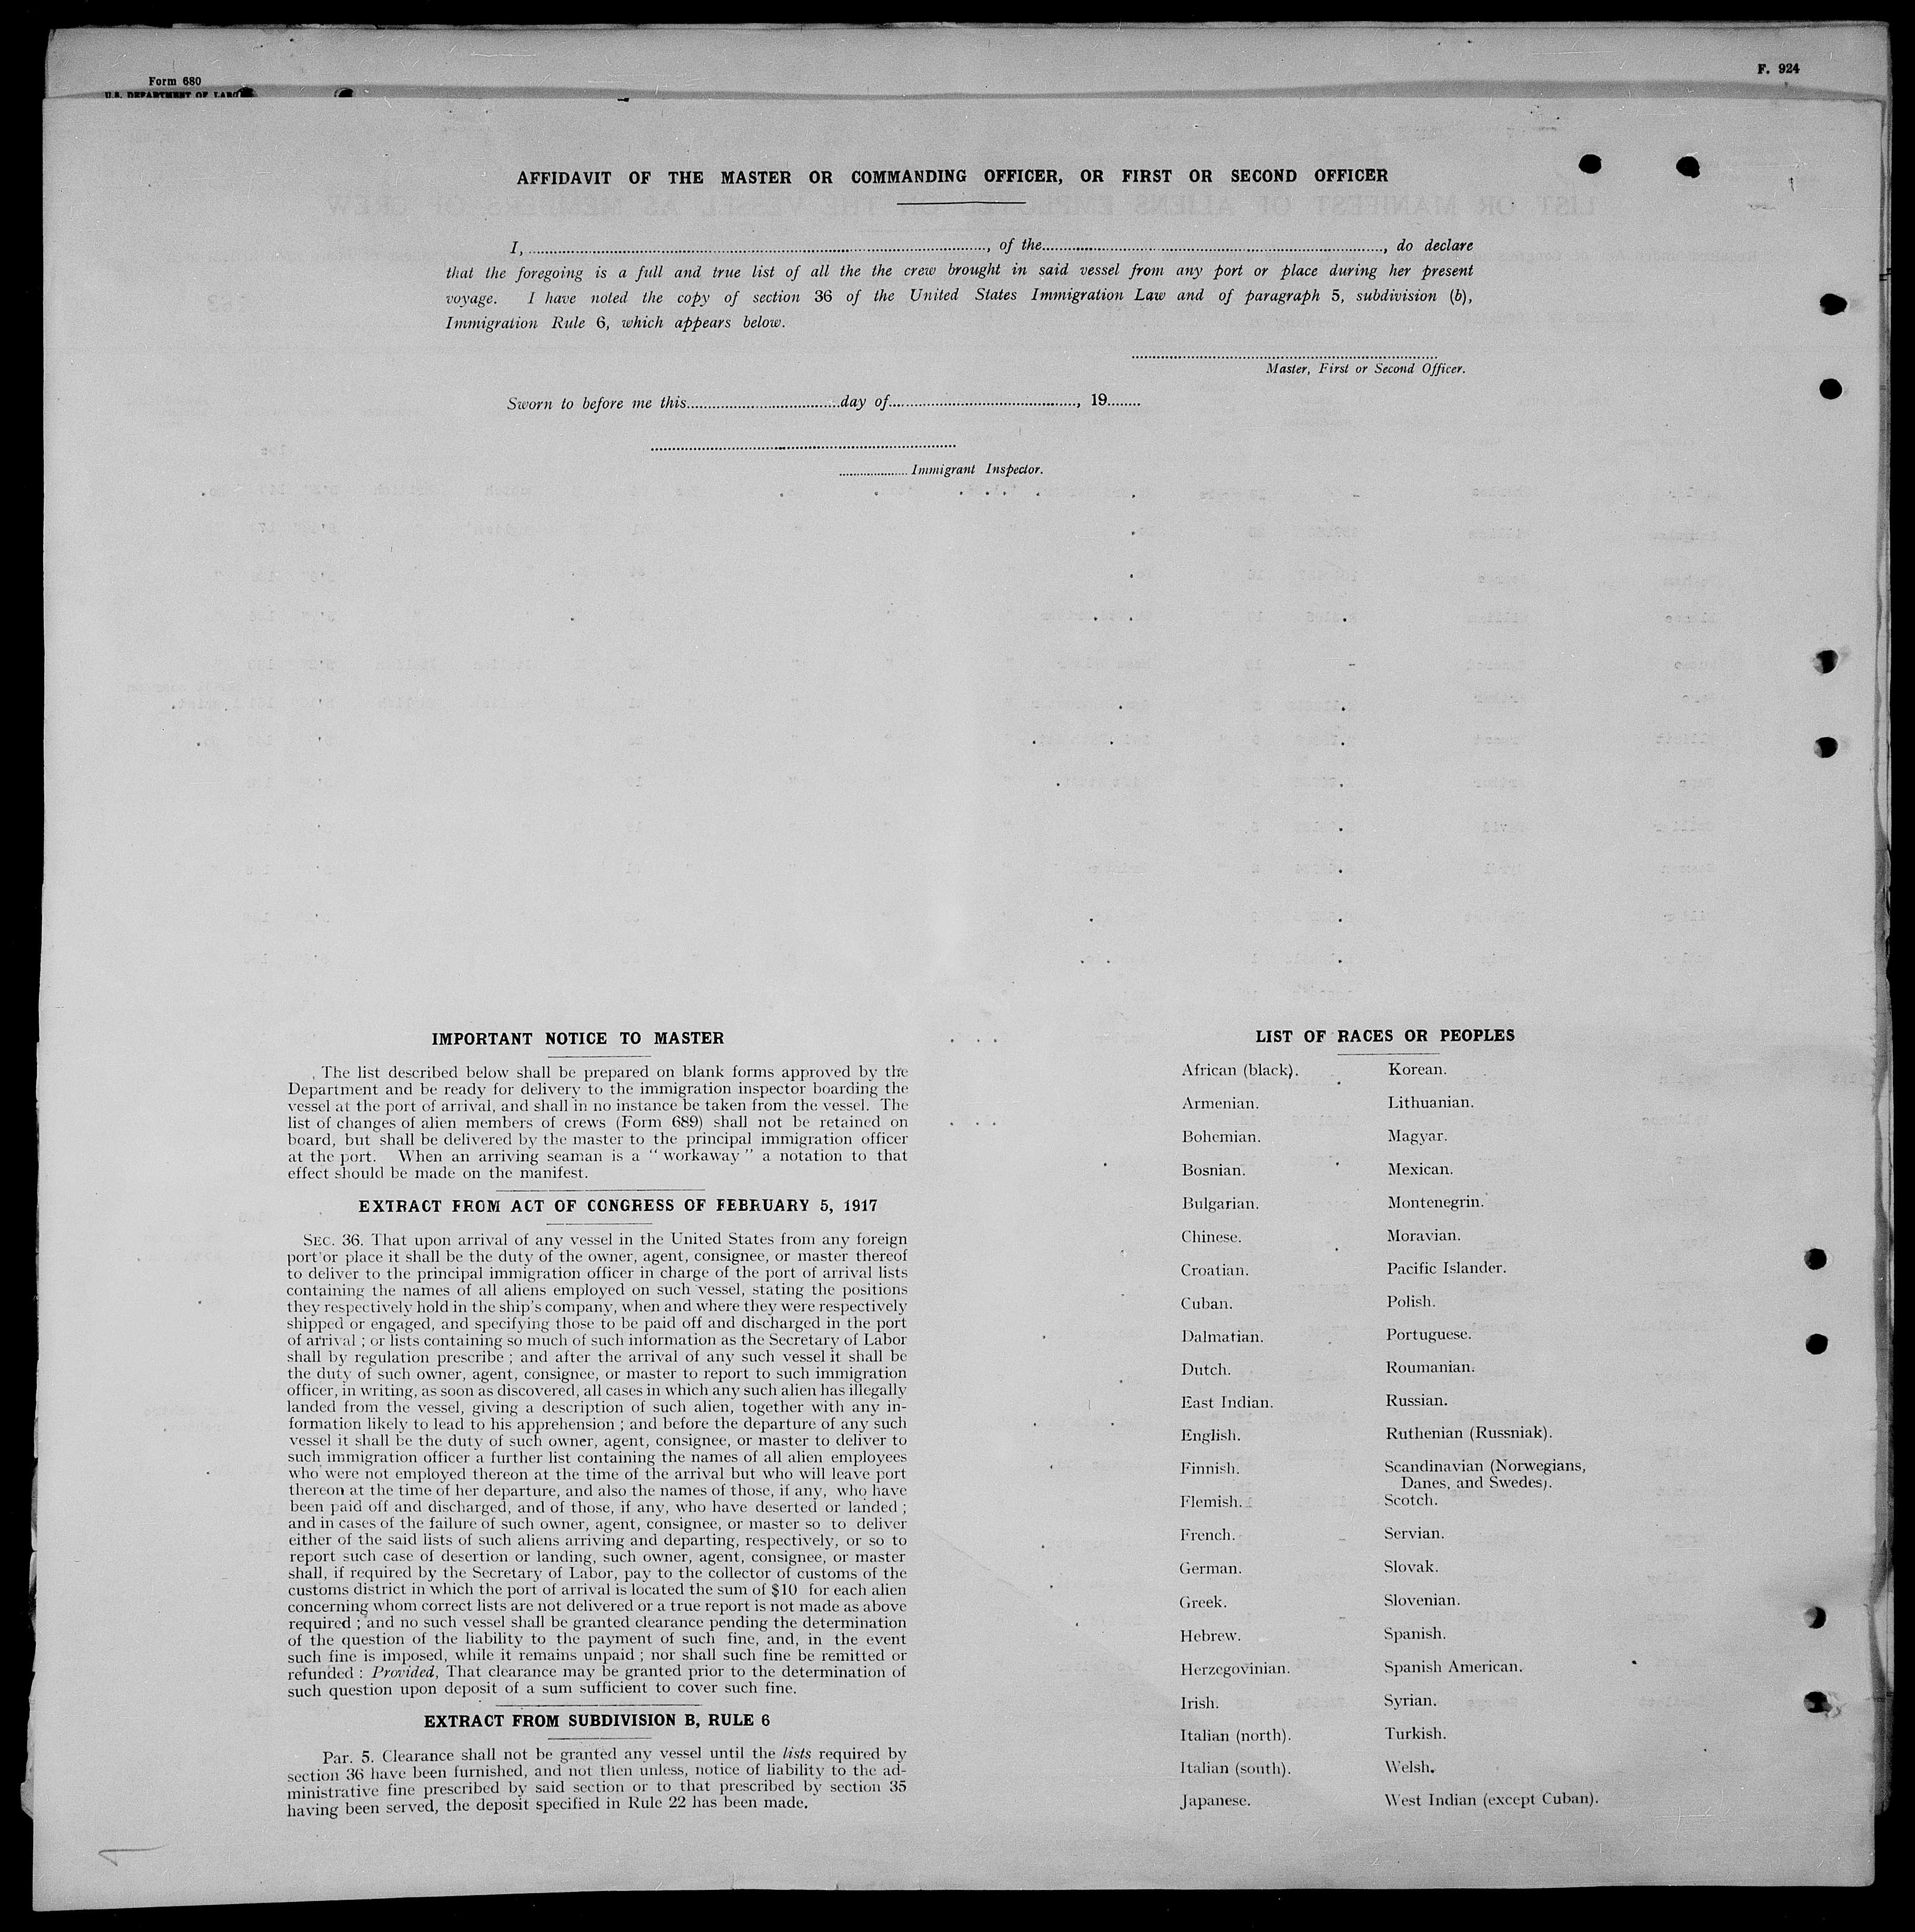 Form 680
U.S. DEPARTMENT OF LABO
F. 924
AFFIDAVIT OF THE MASTER OR COMMANDING OFFICER, OR FIRST OR SECOND OFFICER
I, ..............................., of the..............................., do declare
that the foregoing is a full and true list of all the the crew brought in said vessel from any port or place during her present
voyage. I have noted the copy of section 36 of the United States Immigration Law and of paragraph 5, subdivision (b),
Immigration Rule 6, which appears below.
Master, First or Second Officer.
Sworn to before me this...............day of..............................., 19........
.................... Immigrant Inspector.
IMPORTANT NOTICE TO MASTER
The list described below shall be prepared on blank forms approved by the
Department and be ready for delivery to the immigration inspector boarding the
vessel at the port of arrival, and shall in no instance be taken from the vessel. The
list of changes of alien members of crews (Form 689) shall not be retained on
board, but shall be delivered by the master to the principal immigration officer
at the port. When an arriving seaman is a "workaway" a notation to that
effect should be made on the manifest.
EXTRACT FROM ACT OF CONGRESS OF FEBRUARY 5, 1917
SEC. 36. That upon arrival of any vessel in the United States from any foreign
port or place it shall be the duty of the owner, agent, consignee, or master thereof
to deliver to the principal immigration officer in charge of the port of arrival lists
containing the names of all aliens employed on such vessel, stating the positions
they respectively hold in the ship's company, when and where they were respectively
shipped or engaged, and specifying those to be paid off and discharged in the port
of arrival ; or lists containing so much of such information as the Secretary of Labor
shall by regulation prescribe ; and after the arrival of any such vessel it shall be
the duty of such owner, agent, consignee, or master to report to such immigration
officer, in writing, as soon as discovered, all cases in which any such alien has illegally
landed from the vessel, giving a description of such alien, together with any in-
formation likely to lead to his apprehension ; and before the departure of any such
vessel it shall be the duty of such owner, agent, consignee, or master to deliver to
such immigration officer a further list containing the names of all alien employees
who were not employed thereon at the time of the arrival but who will leave port
thereon at the time of her departure, and also the names of those, if any, who have
been paid off and discharged, and of those, if any, who have deserted or landed ;
and in cases of the failure of such owner, agent, consignee, or master so to deliver
either of the said lists of such aliens arriving and departing, respectively, or so to
report such case of desertion or landing, such owner, agent, consignee, or master
shall, if required by the Secretary of Labor, pay to the collector of customs of the
customs district in which the port of arrival is located the sum of $10 for each alien
concerning whom correct lists are not delivered or a true report is not made as above
required ; and no such vessel shall be granted clearance pending the determination
of the question of the liability to the payment of such fine, and, in the event
such fine is imposed, while it remains unpaid ; nor shall such fine be remitted or
refunded : Provided, That clearance may be granted prior to the determination of
such question upon deposit of a sum sufficient to cover such fine.
EXTRACT FROM SUBDIVISION B, RULE 6
Par. 5. Clearance shall not be granted any vessel until the lists required by
section 36 have been furnished, and not then unless, notice of liability to the ad-
ministrative fine prescribed by said section or to that prescribed by section 35
having been served, the deposit specified in Rule 22 has been made.
LIST OF RACES OR PEOPLES
African (black).
Armenian.
Bohemian.
Bosnian.
Bulgarian.
Chinese.
Croatian.
Cuban.
Dalmatian.
Dutch.
East Indian.
English.
Finnish.
Flemish.
French.
German.
Greek.
Hebrew.
Herzegovinian.
Irish.
Italian (north).
Italian (south).
Japanese.
Korean.
Lithuanian.
Magyar.
Mexican.
Montenegrin.
Moravian.
Pacific Islander.
Polish.
Portuguese.
Roumanian.
Russian.
Ruthenian (Russniak).
Scandinavian (Norwegians,
Danes, and Swedes).
Scotch.
Servian.
Slovak.
Slovenian.
Spanish.
Spanish American.
Syrian.
Turkish.
Welsh.
West Indian (except Cuban).